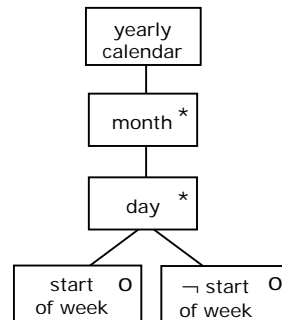 yearly
calendar
month *
day *
start O
of week
¬ start O
of week